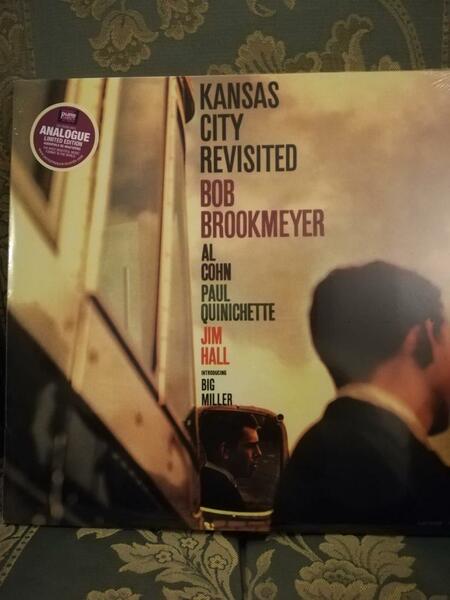 KANSAS
CITY
REVISITED
BOB
BROOKMEYER
AL
COHN
PAUL
QUINICHETTE
JIM
HALL
INTRODUCING
BIG
MILLER
ANALOGUE
LIMITED EDITION